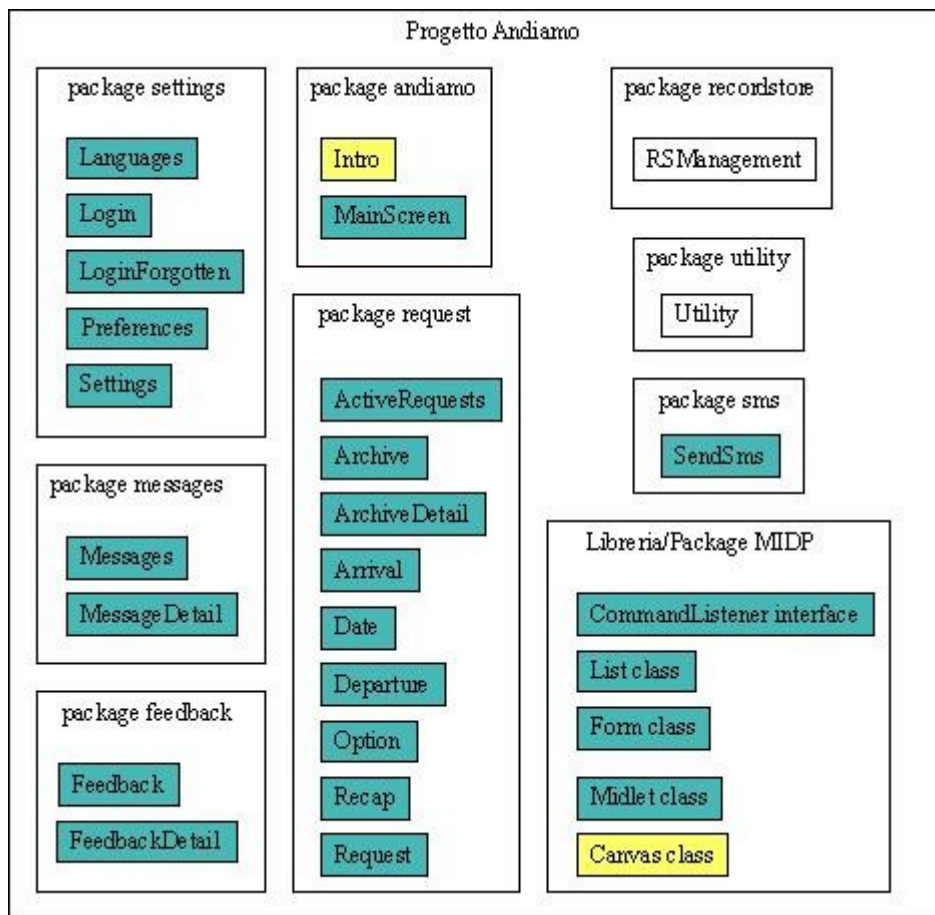 Progetto Andiamo
package settings
Languages
Login
LoginForgotten
Preferences
Settings
package messages
Messages
MessageDetail
package feedback
Feedback
FeedbackDetail
package andiamo
Intro
MainScreen
package request
ActiveRequests
Archive
ArchiveDetail
Arrival
Date
Departure
Option
Recap
Request
package recordstore
RSManagement
package utility
Utility
package sms
SendSms
Libreria/Package MIDP
CommandListener interface
List class
Form class
Midlet class
Canvas class